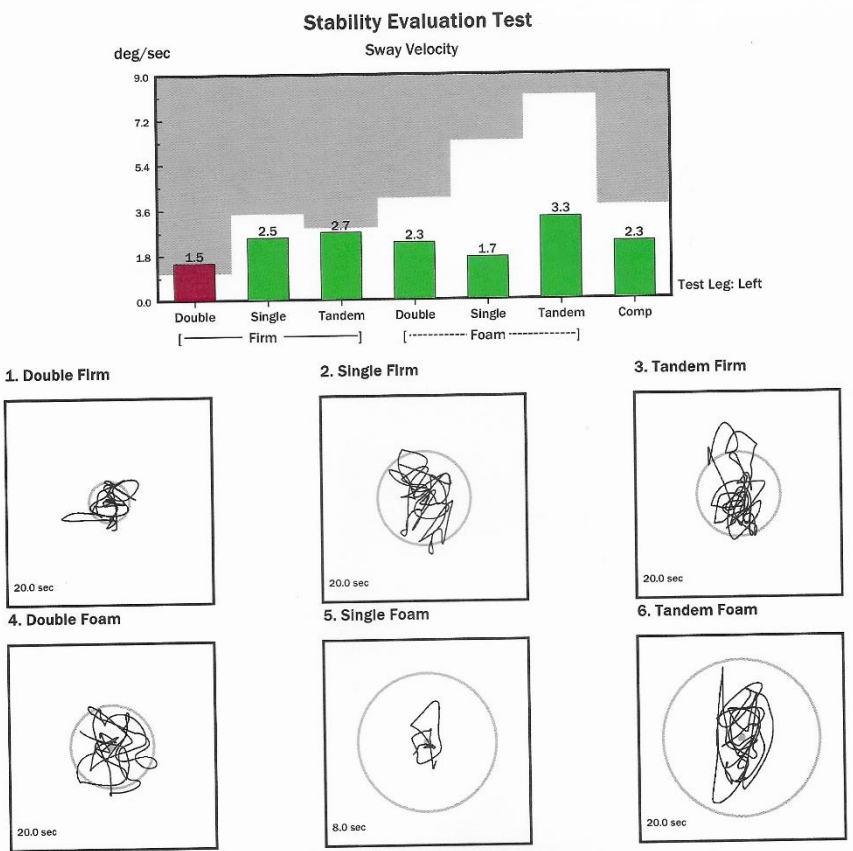 Stability Evaluation Test
deg/sec
Sway Velocity
9.0
7.2
5.4
3.6
1.8
0.0
1.5
2.5
2.7
2.3
1.7
3.3
2.3
Test Leg: Left
Double Single Tandem Double Single Tandem Comp
[ Firm ] [ Foam ]
1. Double Firm
2. Single Firm
3. Tandem Firm
20.0 sec
20.0 sec
20.0 sec
4. Double Foam
5. Single Foam
6. Tandem Foam
20.0 sec
8.0 sec
20.0 sec